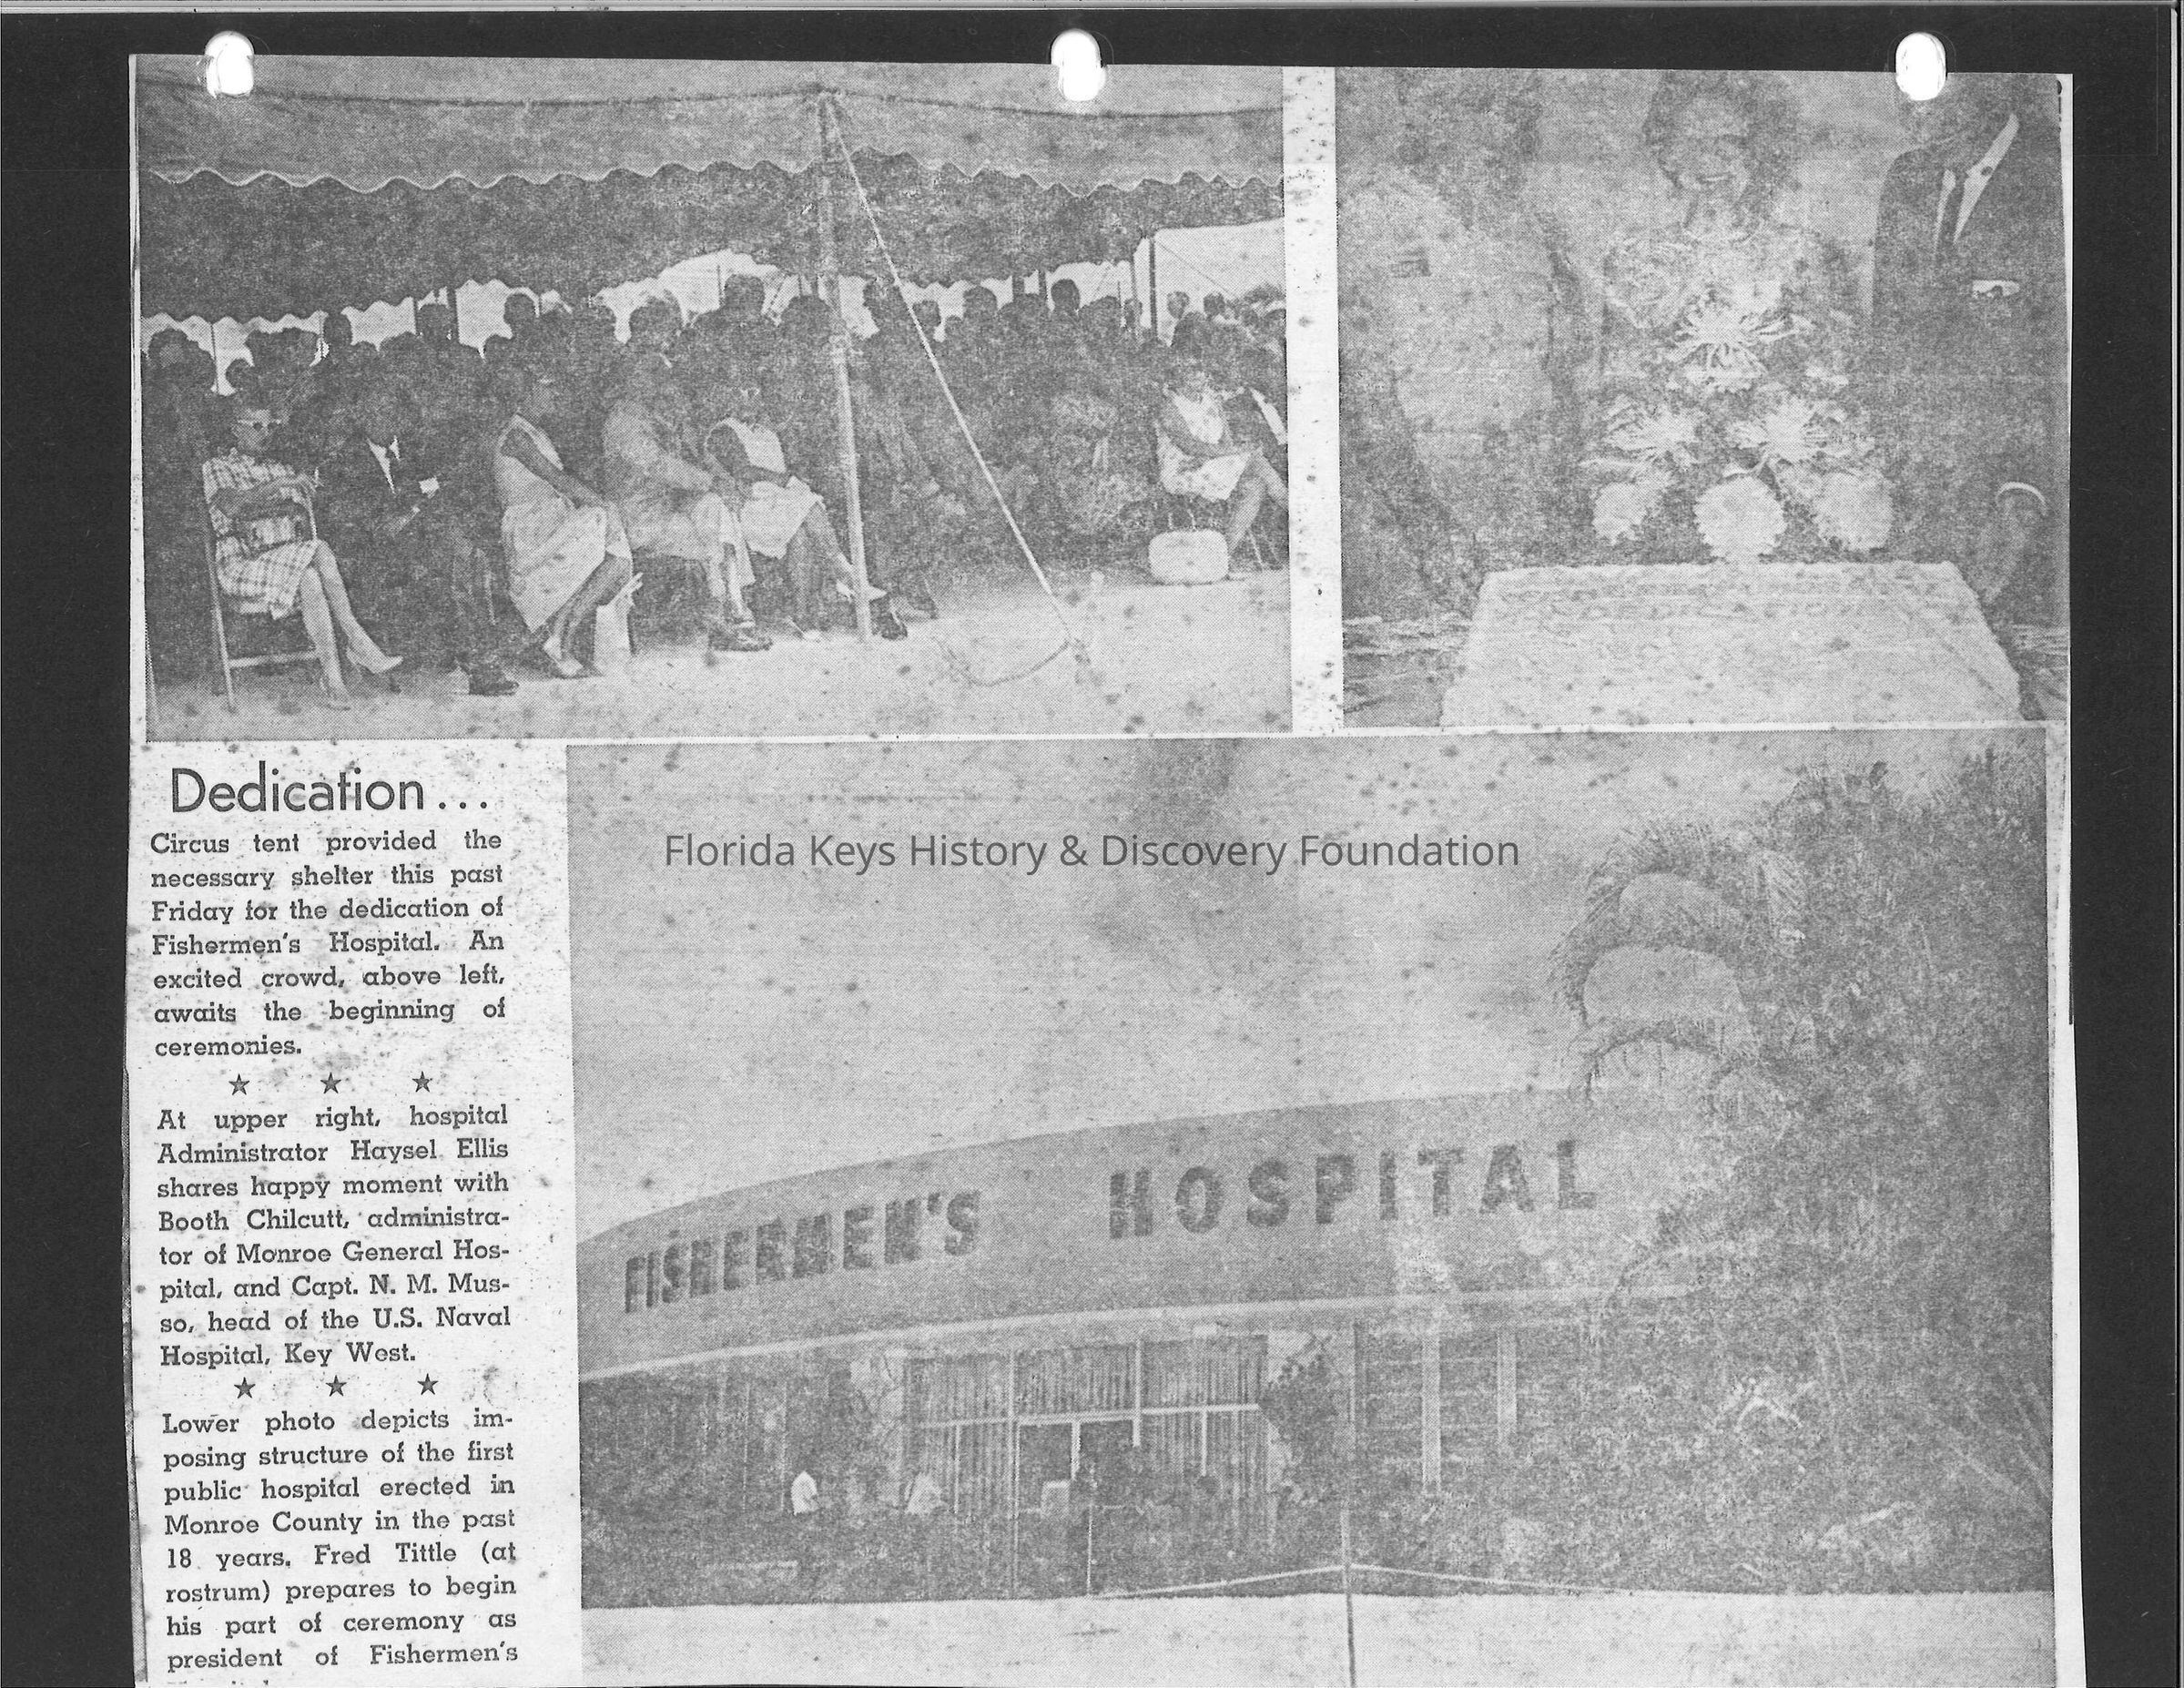 Dedication...
Circus tent provided the
necessary shelter this past
Friday for the dedication of
Fishermen's Hospital. An
excited crowd, above left,
awaits the beginning of
ceremonies.
★ ★ ★
At upper right, hospital
Administrator Haysel Ellis
shares happy moment with
Booth Chilcutt, administra-
tor of Monroe General Hos-
pital, and Capt. N. M. Mus-
so, head of the U.S. Naval
Hospital, Key West.
★ ★ ★
Lower photo depicts im-
posing structure of the first
public hospital erected in
Monroe County in the past
18 years. Fred Tittle (at
rostrum) prepares to begin
his part of ceremony as
president of Fishermen's
Florida Keys History & Discovery Foundation
FISHERMEN'S HOSPITAL